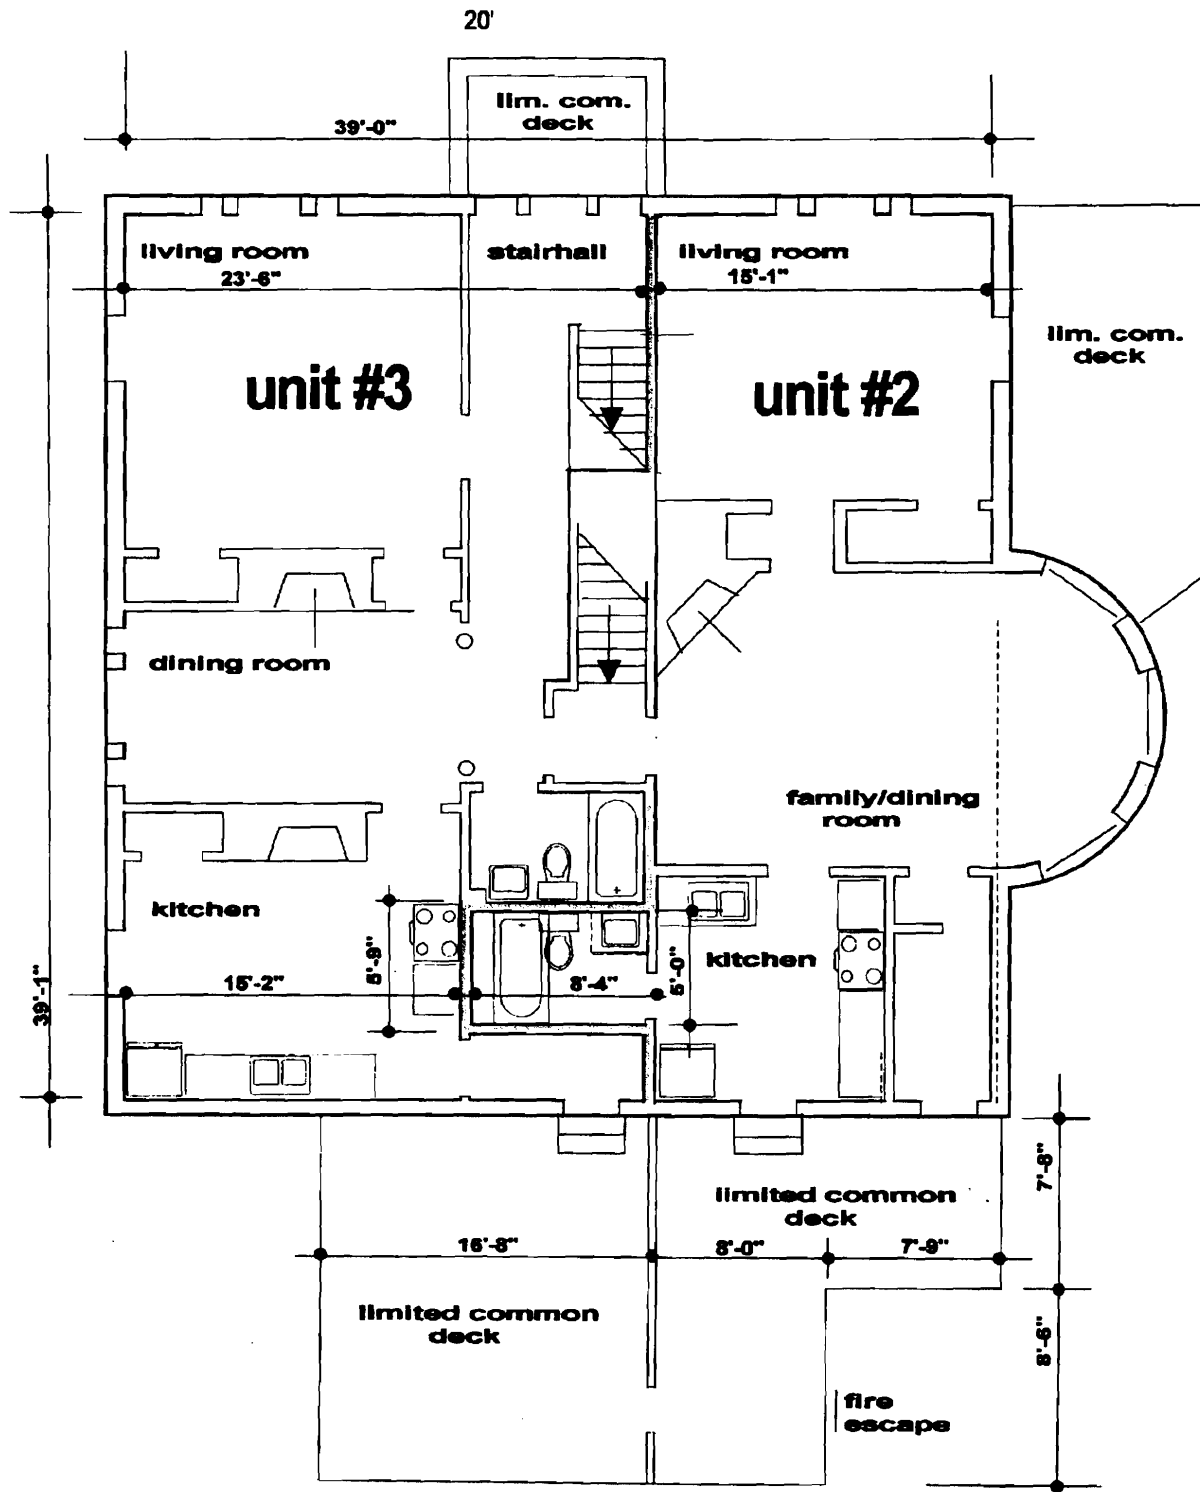 20'
lim. com.
deck
39'-0"
living room
23'-6"
stairhall
living room
15'-1"
lim. com.
deck
unit #3
unit #2
dining room
family/dining
room
kitchen
5'-9"
15'-2"
8'-4"
5'-0"
kitchen
39'-1"
limited common
deck
7'-8"
16'-8"
8'-0"
7'-9"
limited common
deck
8'-6"
fire
escape